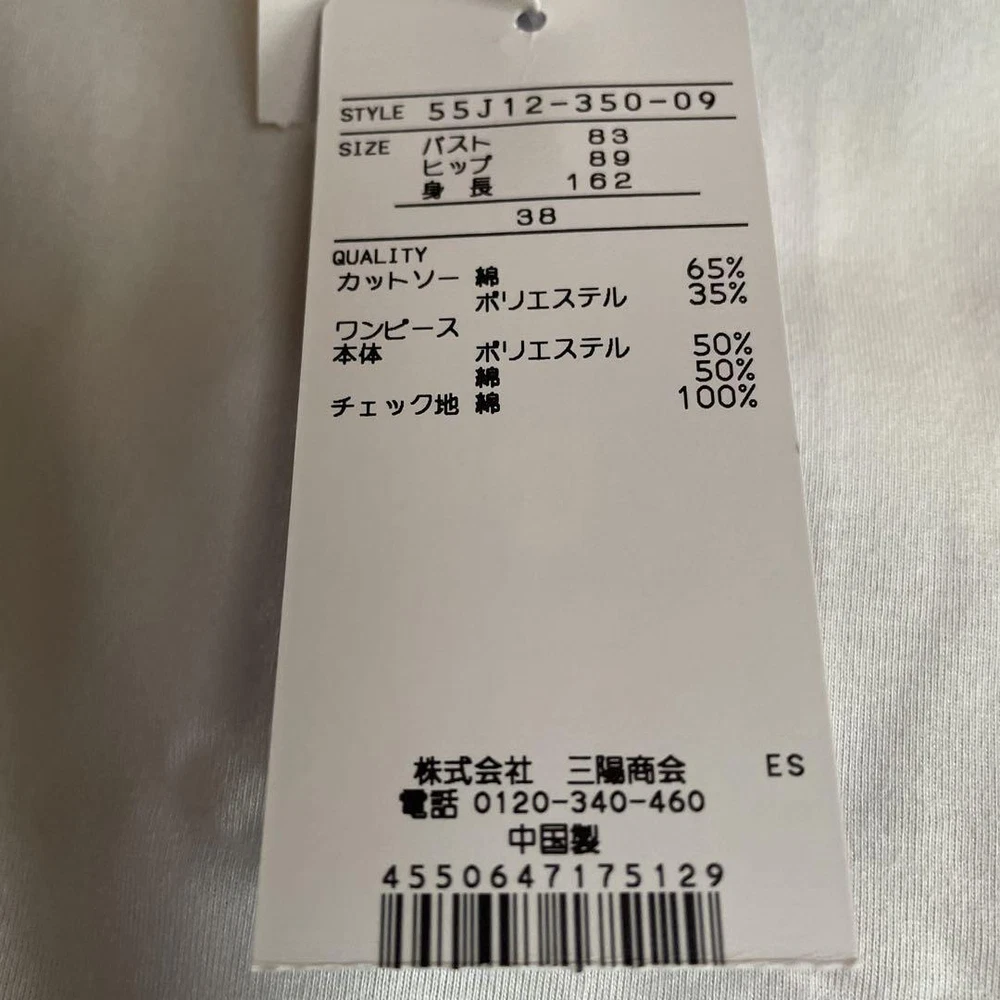 STYLE 55J12-350-09
SIZE バスト 83
ヒップ 89
身 長 162
38
QUALITY
カットソー 綿 65%
ポリエステル 35%
ワンピース
本体 ポリエステル 50%
綿 50%
チェック地 綿 100%
株式会社 三陽商会 ES
電話 0120-340-460
中国製
4550647175129